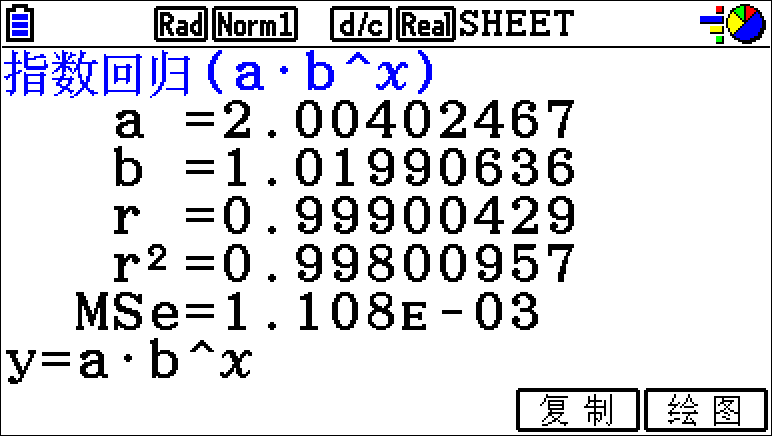 Rad Norm1 d/c Real SHEET
指数回归(a·b^x)
a =2.00402467
b =1.01990636
r =0.99900429
r²=0.99800957
MSe=1.108ᴇ-03
y=a·b^x
复制 绘图